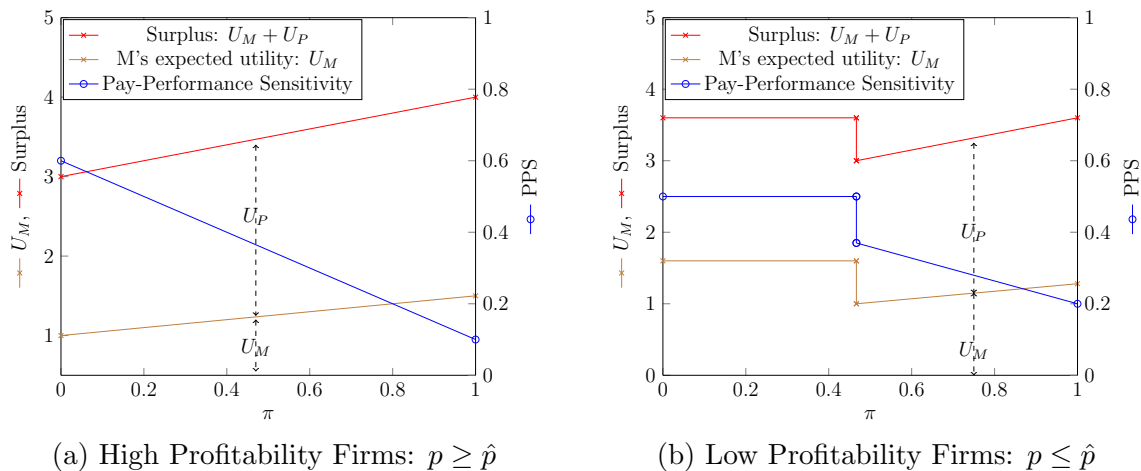 Surplus: U_M + U_P
M's expected utility: U_M
Pay-Performance Sensitivity
5
4
3
2
1
U_M, Surplus
1
0.8
0.6
0.4
0.2
0
PPS
U_P
U_M
0 0.2 0.4 0.6 0.8 1
π
(a) High Profitability Firms: p ≥ p̂
Surplus: U_M + U_P
M's expected utility: U_M
Pay-Performance Sensitivity
5
4
3
2
1
0
U_M, Surplus
1
0.8
0.6
0.4
0.2
0
PPS
U_P
U_M
0 0.2 0.4 0.6 0.8 1
π
(b) Low Profitability Firms: p ≤ p̂